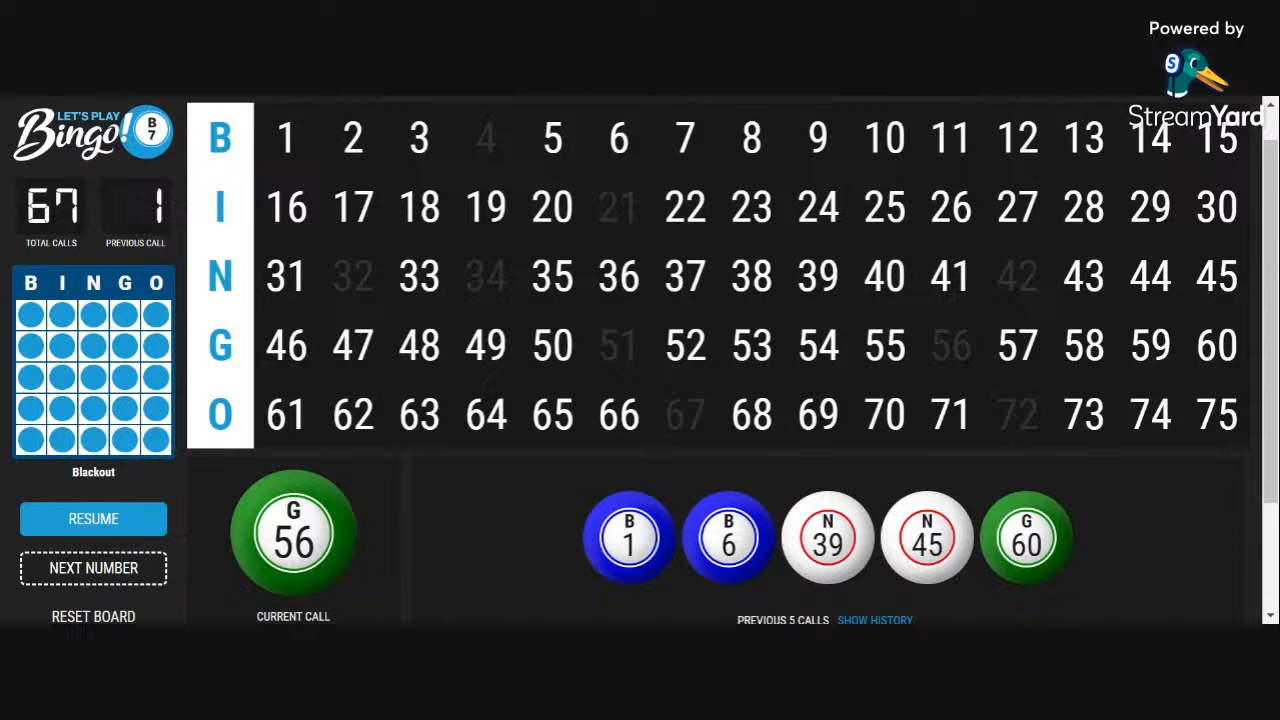 Powered by
S
StreamYard
LET'S PLAY
Bingo!
B
7
67
1
TOTAL CALLS
PREVIOUS CALL
B I N G O
Blackout
RESUME
NEXT NUMBER
RESET BOARD
B 1 2 3 4 5 6 7 8 9 10 11 12 13 14 15
I 16 17 18 19 20 21 22 23 24 25 26 27 28 29 30
N 31 32 33 34 35 36 37 38 39 40 41 42 43 44 45
G 46 47 48 49 50 51 52 53 54 55 56 57 58 59 60
O 61 62 63 64 65 66 67 68 69 70 71 72 73 74 75
G
56
CURRENT CALL
B
1
B
6
N
39
N
45
G
60
PREVIOUS 5 CALLS SHOW HISTORY